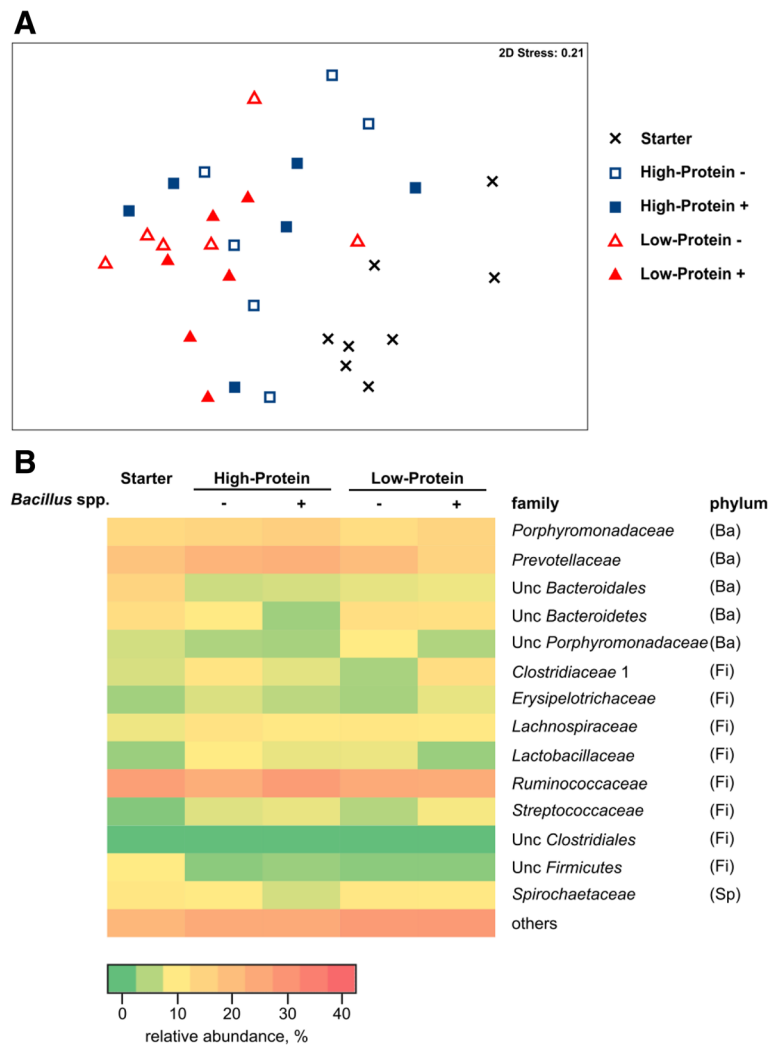 A
2D Stress: 0.21
Starter
High-Protein -
High-Protein +
Low-Protein -
Low-Protein +
B
Starter High-Protein Low-Protein
Bacillus spp. - + - + family phylum
Porphyromonadaceae (Ba)
Prevotellaceae (Ba)
Unc Bacteroidales (Ba)
Unc Bacteroidetes (Ba)
Unc Porphyromonadaceae (Ba)
Clostridiaceae 1 (Fi)
Erysipelotrichaceae (Fi)
Lachnospiraceae (Fi)
Lactobacillaceae (Fi)
Ruminococcaceae (Fi)
Streptococcaceae (Fi)
Unc Clostridiales (Fi)
Unc Firmicutes (Fi)
Spirochaetaceae (Sp)
others
0 10 20 30 40
relative abundance, %